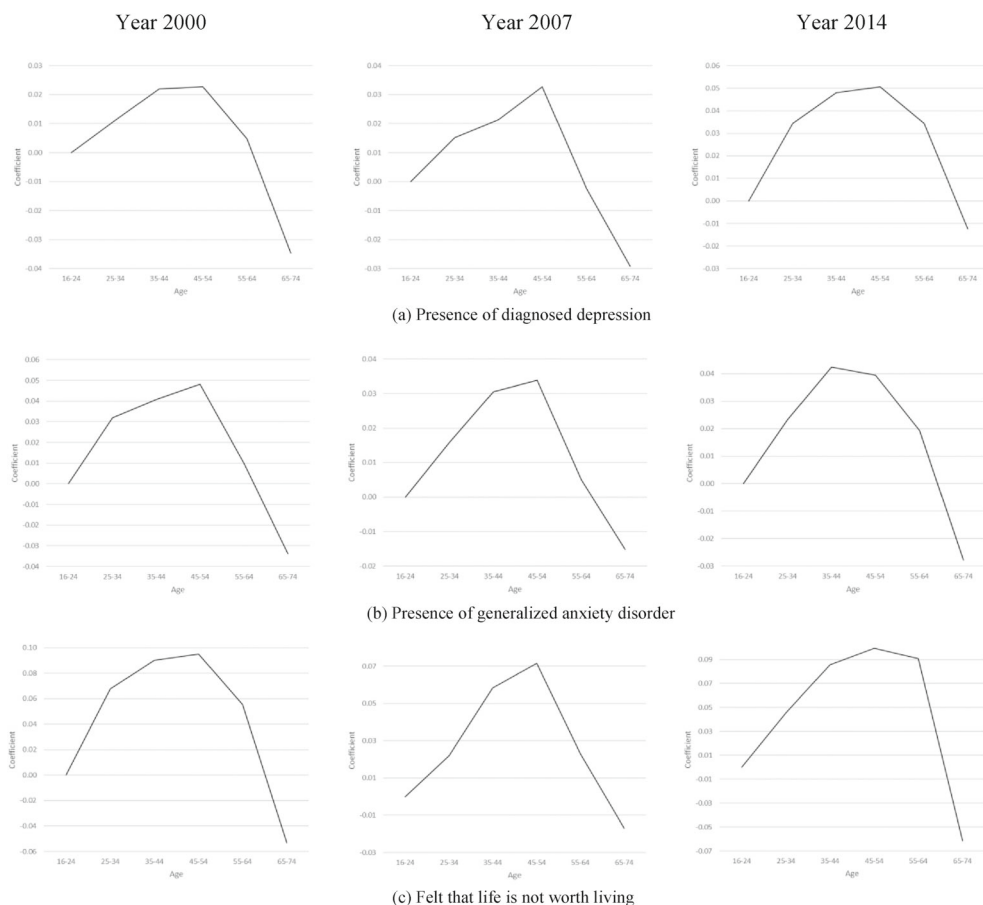 Year 2000
Year 2007
Year 2014
0.03
0.02
0.01
0.00
-0.01
-0.02
-0.03
-0.04
Coefficient
16-24 25-34 35-44 45-54 55-64 65-74
Age
0.04
0.03
0.02
0.01
0.00
-0.01
-0.02
-0.03
Coefficient
16-24 25-34 35-44 45-54 55-64 65-74
Age
0.06
0.05
0.04
0.03
0.02
0.01
0.00
-0.01
-0.02
-0.03
Coefficient
16-24 25-34 35-44 45-54 55-64 65-74
Age
(a) Presence of diagnosed depression
0.06
0.05
0.04
0.03
0.02
0.01
0.00
-0.01
-0.02
-0.03
-0.04
Coefficient
16-24 25-34 35-44 45-54 55-64 65-74
Age
0.04
0.03
0.02
0.01
0.00
-0.01
-0.02
Coefficient
16-24 25-34 35-44 45-54 55-64 65-74
Age
0.04
0.03
0.02
0.01
0.00
-0.01
-0.02
-0.03
Coefficient
16-24 25-34 35-44 45-54 55-64 65-74
Age
(b) Presence of generalized anxiety disorder
0.10
0.08
0.06
0.04
0.02
0.00
-0.02
-0.04
-0.06
Coefficient
16-24 25-34 35-44 45-54 55-64 65-74
Age
0.07
0.05
0.03
0.01
-0.01
-0.03
Coefficient
16-24 25-34 35-44 45-54 55-64 65-74
Age
0.09
0.07
0.05
0.03
0.01
-0.01
-0.03
-0.05
-0.07
Coefficient
16-24 25-34 35-44 45-54 55-64 65-74
Age
(c) Felt that life is not worth living